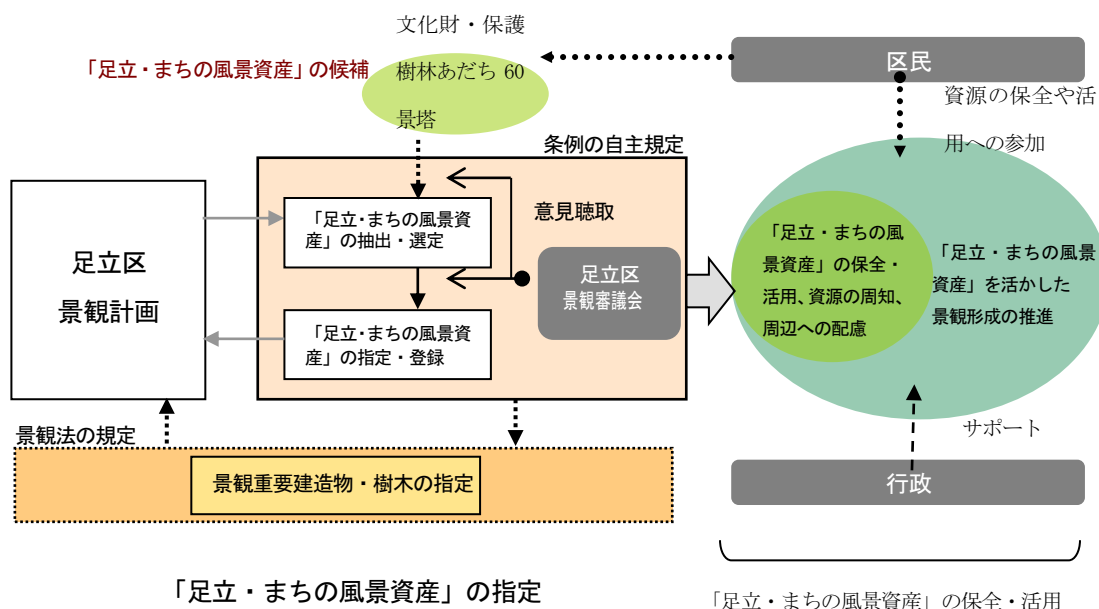 文化財・保護
「足立・まちの風景資産」の候補
樹林あだち 60
景塔
区民
資源の保全や活
用への参加
条例の自主規定
足立区
景観計画
「足立・まちの風景資
産」の抽出・選定
意見聴取
足立区
景観審議会
「足立・まちの風景資
産」の指定・登録
「足立・まちの風
景資産」の保全・
活用、資源の周知、
周辺への配慮
「足立・まちの風景
資産」を活かした
景観形成の推進
景観法の規定
景観重要建造物・樹木の指定
サポート
行政
「足立・まちの風景資産」の指定
「足立・まちの風景資産」の保全・活用